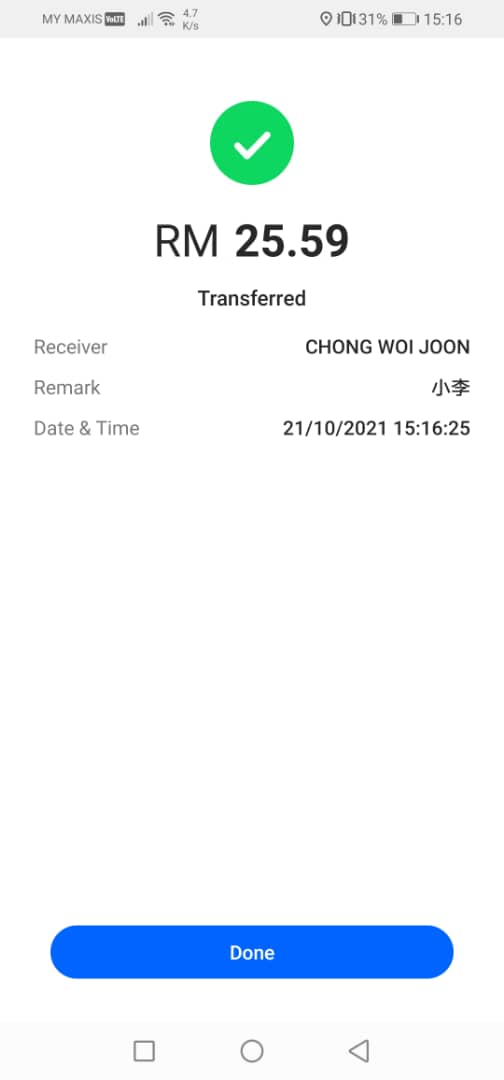 MY MAXIS VoLTE 4.7 K/s 31% 15:16
RM 25.59
Transferred
Receiver CHONG WOI JOON
Remark 小李
Date & Time 21/10/2021 15:16:25
Done